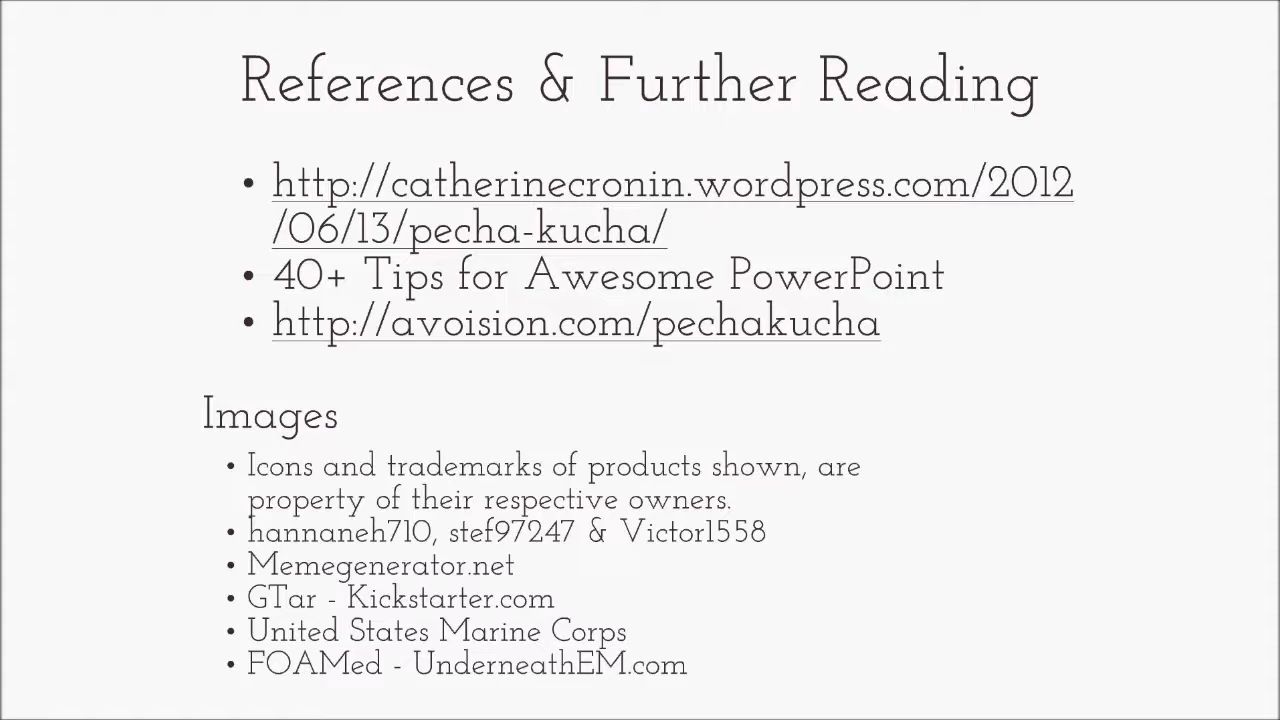 References & Further Reading
• http://catherinecronin.wordpress.com/2012
/06/13/pecha-kucha/
• 40+ Tips for Awesome PowerPoint
• http://avoision.com/pechakucha
Images
• Icons and trademarks of products shown, are
property of their respective owners.
• hannaneh710, stef97247 & Victor1558
• Memegenerator.net
• GTar - Kickstarter.com
• United States Marine Corps
• FOAMed - UnderneathEM.com